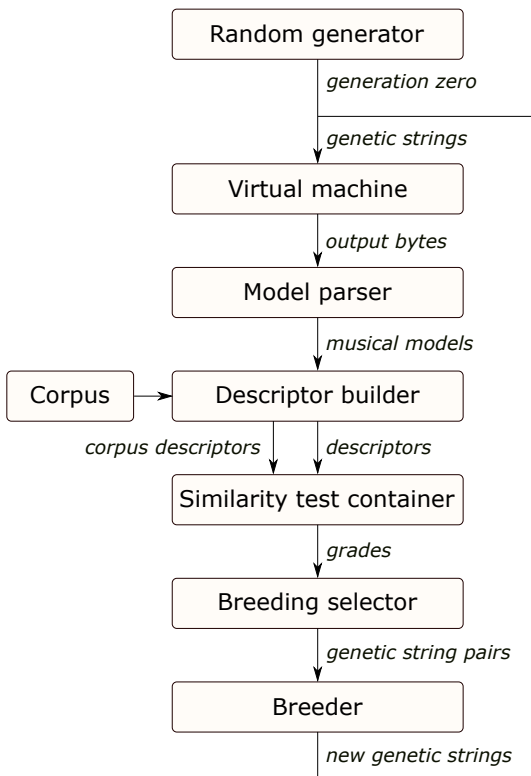 Random generator
generation zero
genetic strings
Virtual machine
output bytes
Model parser
musical models
Corpus
Descriptor builder
corpus descriptors
descriptors
Similarity test container
grades
Breeding selector
genetic string pairs
Breeder
new genetic strings